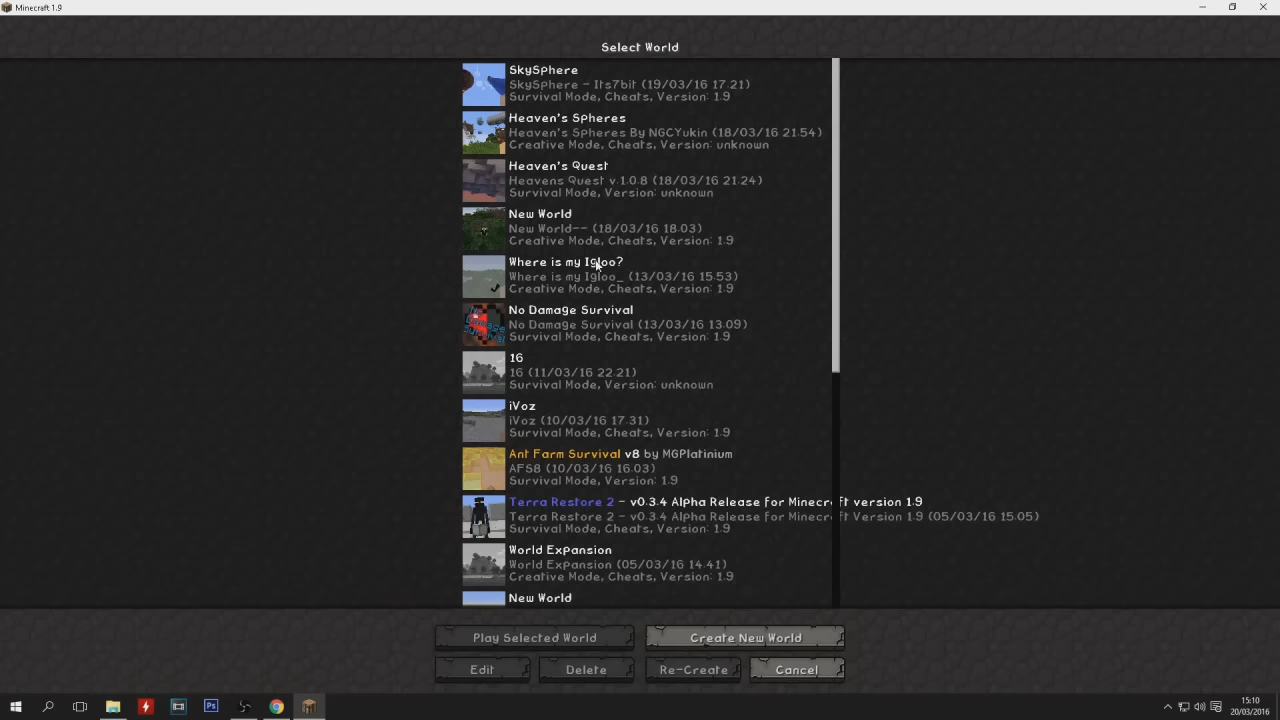 Minecraft 1.9
Select World
SkySphere
SkySphere - Its7bit (19/03/16 17:21)
Survival Mode, Cheats, Version: 1.9
Heaven's Spheres
Heaven's Spheres By NGCYukin (18/03/16 21:54)
Creative Mode, Cheats, Version: unknown
Heaven's Quest
Heavens Quest v.1.0.8 (18/03/16 21:24)
Survival Mode, Version: unknown
New World
New World-- (18/03/16 18:03)
Creative Mode, Cheats, Version: 1.9
Where is my Igloo?
Where is my Igloo_ (13/03/16 15:53)
Creative Mode, Cheats, Version: 1.9
No Damage Survival
No Damage Survival (13/03/16 13:09)
Survival Mode, Cheats, Version: 1.9
16
16 (11/03/16 22:21)
Survival Mode, Version: unknown
iVoz
iVoz (10/03/16 17:31)
Survival Mode, Cheats, Version: 1.9
Ant Farm Survival v8 by MGPlatinium
AFS8 (10/03/16 16:03)
Survival Mode, Version: 1.9
Terra Restore 2 - v0.3.4 Alpha Release for Minecraft version 1.9
Terra Restore 2 - v0.3.4 Alpha Release for Minecraft Version 1.9 (05/03/16 15:05)
Survival Mode, Cheats, Version: 1.9
World Expansion
World Expansion (05/03/16 14:41)
Creative Mode, Cheats, Version: 1.9
New World
Play Selected World
Create New World
Edit
Delete
Re-Create
Cancel
Ps
15:10
20/03/2016